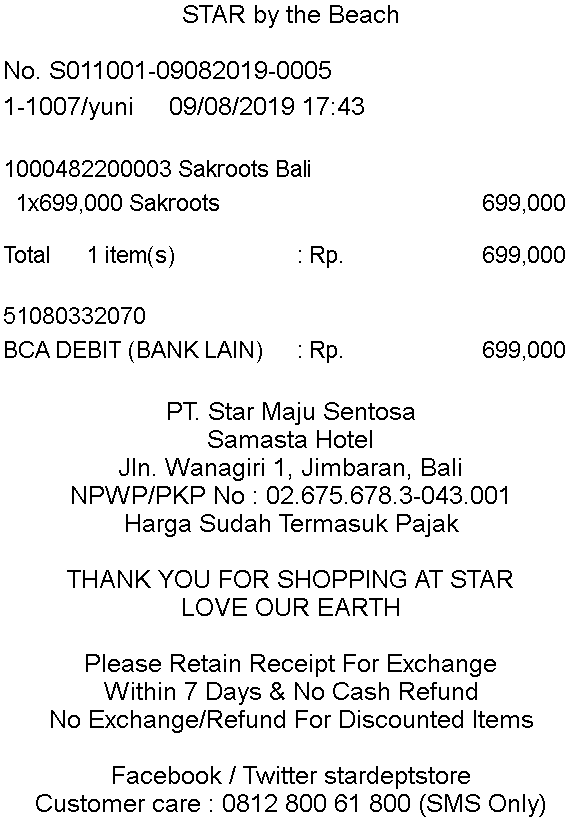 STAR by the Beach
No. S011001-09082019-0005
1-1007/yuni 09/08/2019 17:43
1000482200003 Sakroots Bali
1x699,000 Sakroots 699,000
Total 1 item(s) : Rp. 699,000
51080332070
BCA DEBIT (BANK LAIN) : Rp. 699,000
PT. Star Maju Sentosa
Samasta Hotel
Jln. Wanagiri 1, Jimbaran, Bali
NPWP/PKP No : 02.675.678.3-043.001
Harga Sudah Termasuk Pajak
THANK YOU FOR SHOPPING AT STAR
LOVE OUR EARTH
Please Retain Receipt For Exchange
Within 7 Days & No Cash Refund
No Exchange/Refund For Discounted Items
Facebook / Twitter stardeptstore
Customer care : 0812 800 61 800 (SMS Only)